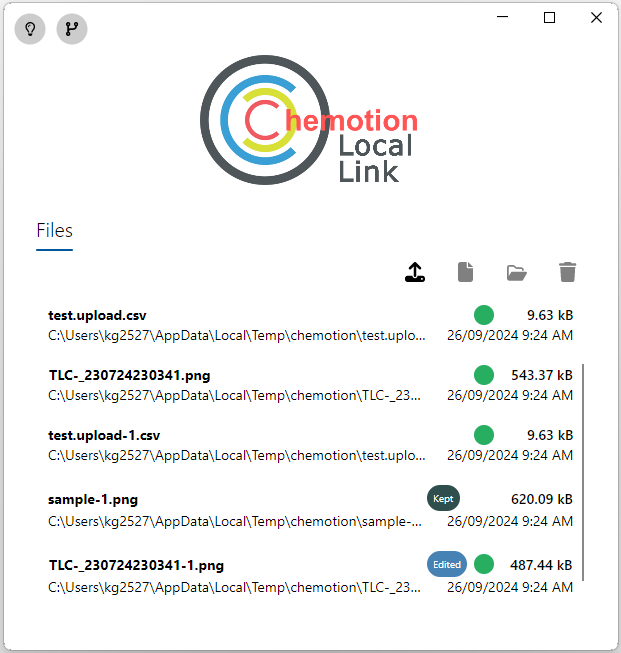 Chemotion
Local
Link
Files
test.upload.csv 9.63 kB
C:\Users\kg2527\AppData\Local\Temp\chemotion\test.uplo... 26/09/2024 9:24 AM
TLC-_230724230341.png 543.37 kB
C:\Users\kg2527\AppData\Local\Temp\chemotion\TLC-_23... 26/09/2024 9:24 AM
test.upload-1.csv 9.63 kB
C:\Users\kg2527\AppData\Local\Temp\chemotion\test.uplo... 26/09/2024 9:24 AM
sample-1.png Kept 620.09 kB
C:\Users\kg2527\AppData\Local\Temp\chemotion\sample-... 26/09/2024 9:24 AM
TLC-_230724230341-1.png Edited 487.44 kB
C:\Users\kg2527\AppData\Local\Temp\chemotion\TLC-_23... 26/09/2024 9:24 AM